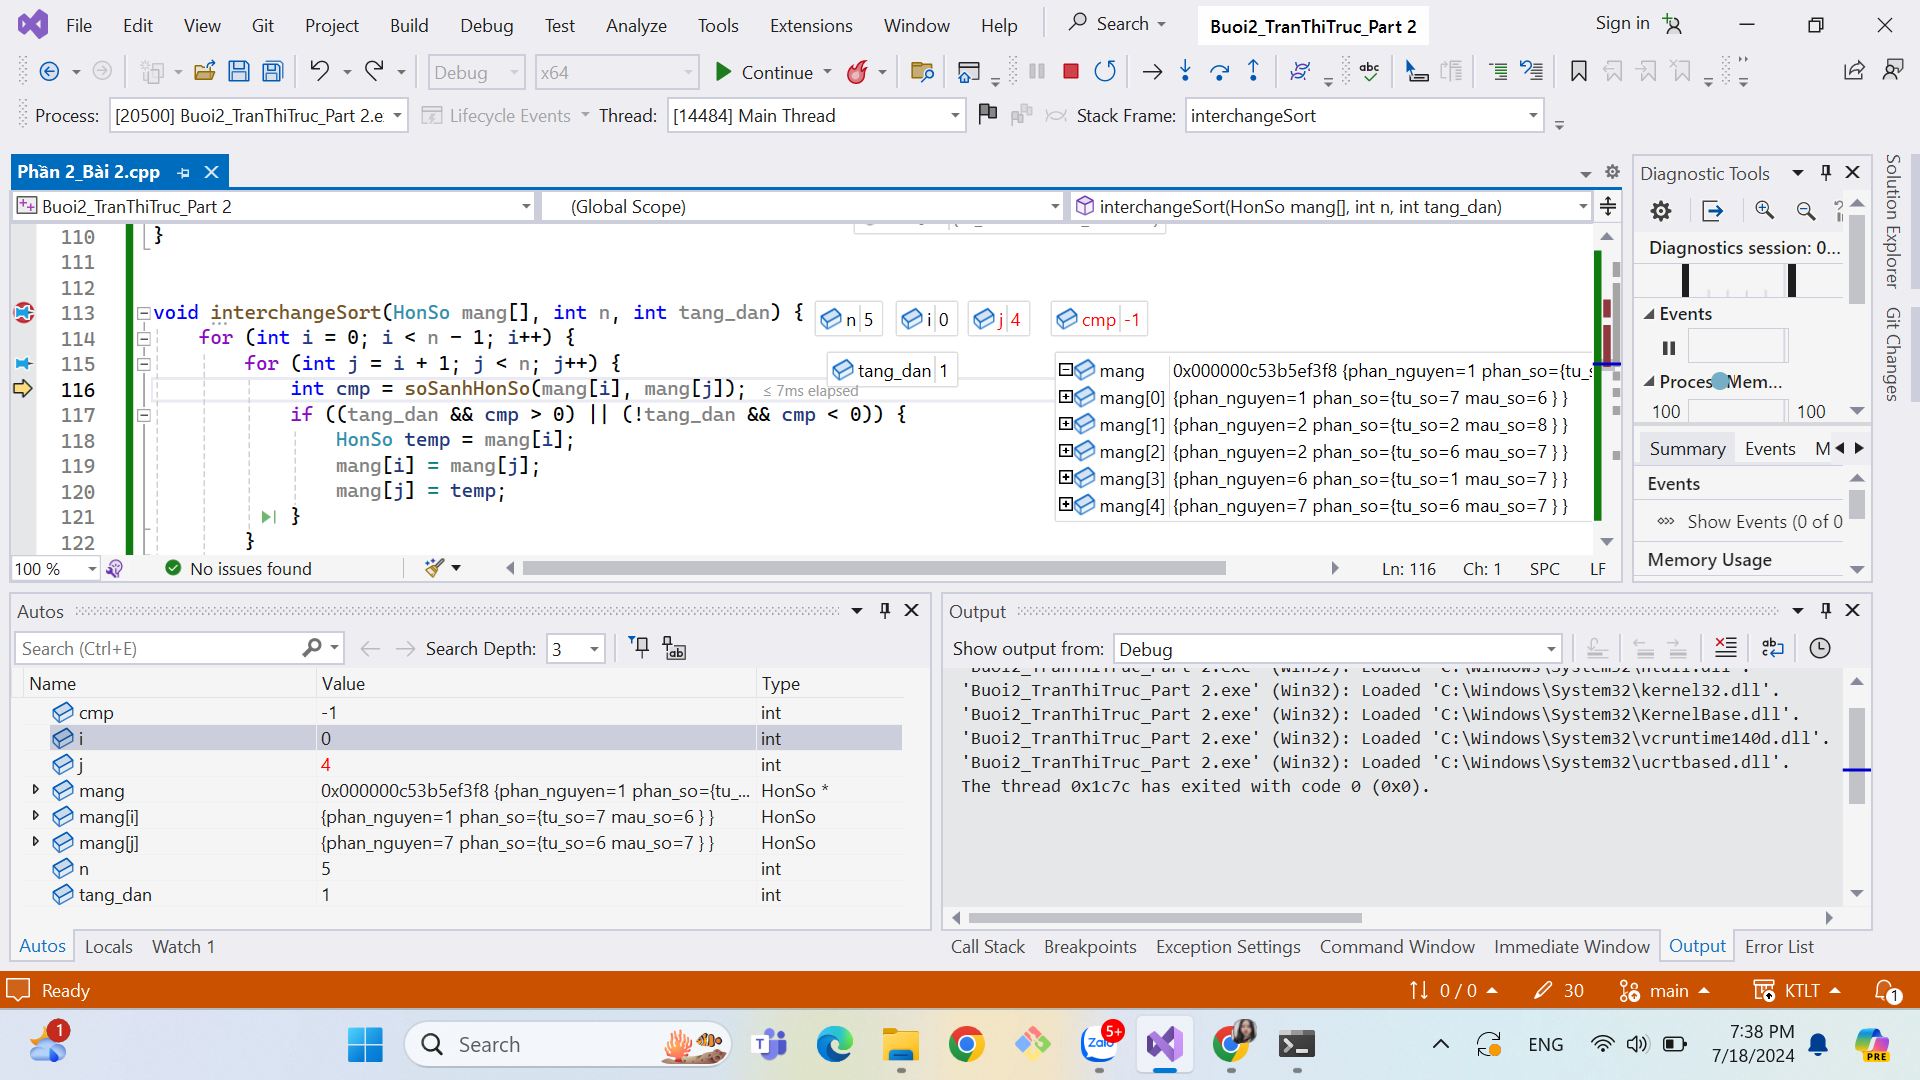 File Edit View Git Project Build Debug Test Analyze Tools Extensions Window Help Search Buoi2_TranThiTruc_Part 2 Sign in
Debug x64 Continue
Process: [20500] Buoi2_TranThiTruc_Part 2.e Lifecycle Events Thread: [14484] Main Thread Stack Frame: interchangeSort
Phần 2_Bài 2.cpp
Buoi2_TranThiTruc_Part 2 (Global Scope) interchangeSort(HonSo mang[], int n, int tang_dan)
110 }
111
112
113 void interchangeSort(HonSo mang[], int n, int tang_dan) { n 5 i 0 j 4 cmp -1
114 for (int i = 0; i < n - 1; i++) {
115 for (int j = i + 1; j < n; j++) { tang_dan 1
116 int cmp = soSanhHonSo(mang[i], mang[j]); ≤ 7ms elapsed
117 if ((tang_dan && cmp > 0) || (!tang_dan && cmp < 0)) {
118 HonSo temp = mang[i];
119 mang[i] = mang[j];
120 mang[j] = temp;
121 }
122 }
mang 0x000000c53b5ef3f8 {phan_nguyen=1 phan_so={tu_s
mang[0] {phan_nguyen=1 phan_so={tu_so=7 mau_so=6 } }
mang[1] {phan_nguyen=2 phan_so={tu_so=2 mau_so=8 } }
mang[2] {phan_nguyen=2 phan_so={tu_so=6 mau_so=7 } }
mang[3] {phan_nguyen=6 phan_so={tu_so=1 mau_so=7 } }
mang[4] {phan_nguyen=7 phan_so={tu_so=6 mau_so=7 } }
100 % No issues found Ln: 116 Ch: 1 SPC LF
Diagnostic Tools
Diagnostics session: 0...
Events
Process Mem...
100 100
Summary Events M
Events
Show Events (0 of 0
Memory Usage
Solution Explorer
Git Changes
Autos
Search (Ctrl+E) Search Depth: 3
Name Value Type
cmp -1 int
i 0 int
j 4 int
mang 0x000000c53b5ef3f8 {phan_nguyen=1 phan_so={tu_... HonSo *
mang[i] {phan_nguyen=1 phan_so={tu_so=7 mau_so=6 } } HonSo
mang[j] {phan_nguyen=7 phan_so={tu_so=6 mau_so=7 } } HonSo
n 5 int
tang_dan 1 int
Autos Locals Watch 1
Output
Show output from: Debug
'Buoi2_TranThiTruc_Part 2.exe' (Win32): Loaded 'C:\Windows\System32\ntdll.dll'.
'Buoi2_TranThiTruc_Part 2.exe' (Win32): Loaded 'C:\Windows\System32\kernel32.dll'.
'Buoi2_TranThiTruc_Part 2.exe' (Win32): Loaded 'C:\Windows\System32\KernelBase.dll'.
'Buoi2_TranThiTruc_Part 2.exe' (Win32): Loaded 'C:\Windows\System32\vcruntime140d.dll'.
'Buoi2_TranThiTruc_Part 2.exe' (Win32): Loaded 'C:\Windows\System32\ucrtbased.dll'.
The thread 0x1c7c has exited with code 0 (0x0).
Call Stack Breakpoints Exception Settings Command Window Immediate Window Output Error List
Ready 0 / 0 30 main KTLT 1
1 Search 5+ Zalo ENG 7:38 PM
7/18/2024 PRE